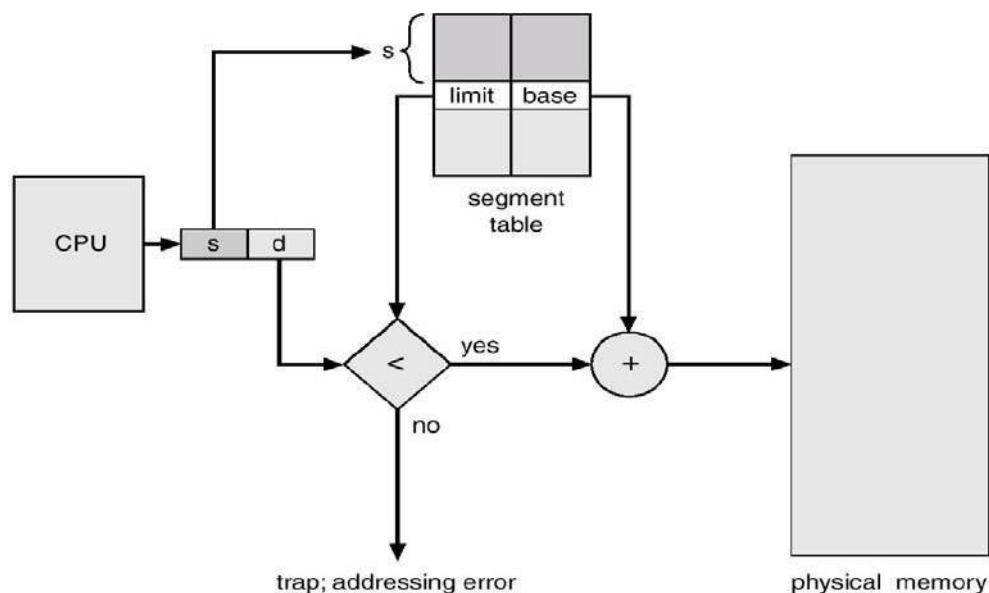 s
limit base
segment
table
CPU
s d
<
yes
+
no
trap; addressing error
physical memory